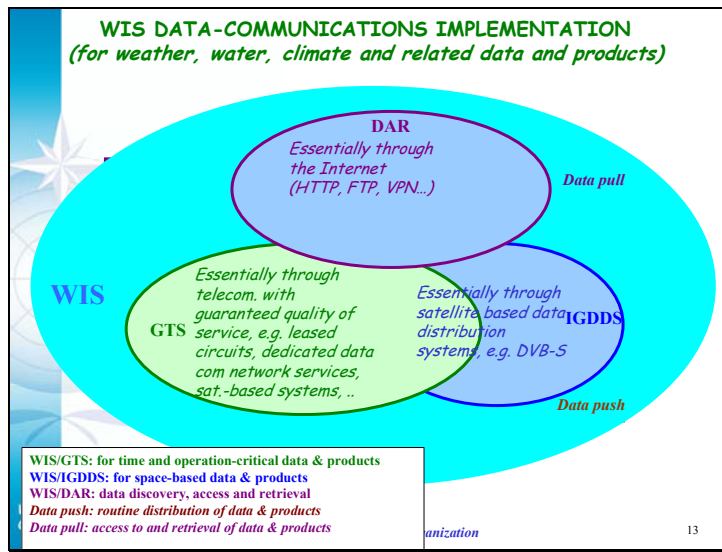 WIS DATA-COMMUNICATIONS IMPLEMENTATION
(for weather, water, climate and related data and products)
DAR
Essentially through
the Internet
(HTTP, FTP, VPN...)
Data pull
WIS
GTS
Essentially through
telecom. with
guaranteed quality of
service, e.g. leased
circuits, dedicated data
com network services,
sat.-based systems, ..
Essentially through
satellite based data
distribution
systems, e.g. DVB-S
IGDDS
Data push
WIS/GTS: for time and operation-critical data & products
WIS/IGDDS: for space-based data & products
WIS/DAR: data discovery, access and retrieval
Data push: routine distribution of data & products
Data pull: access to and retrieval of data & products
anization
13